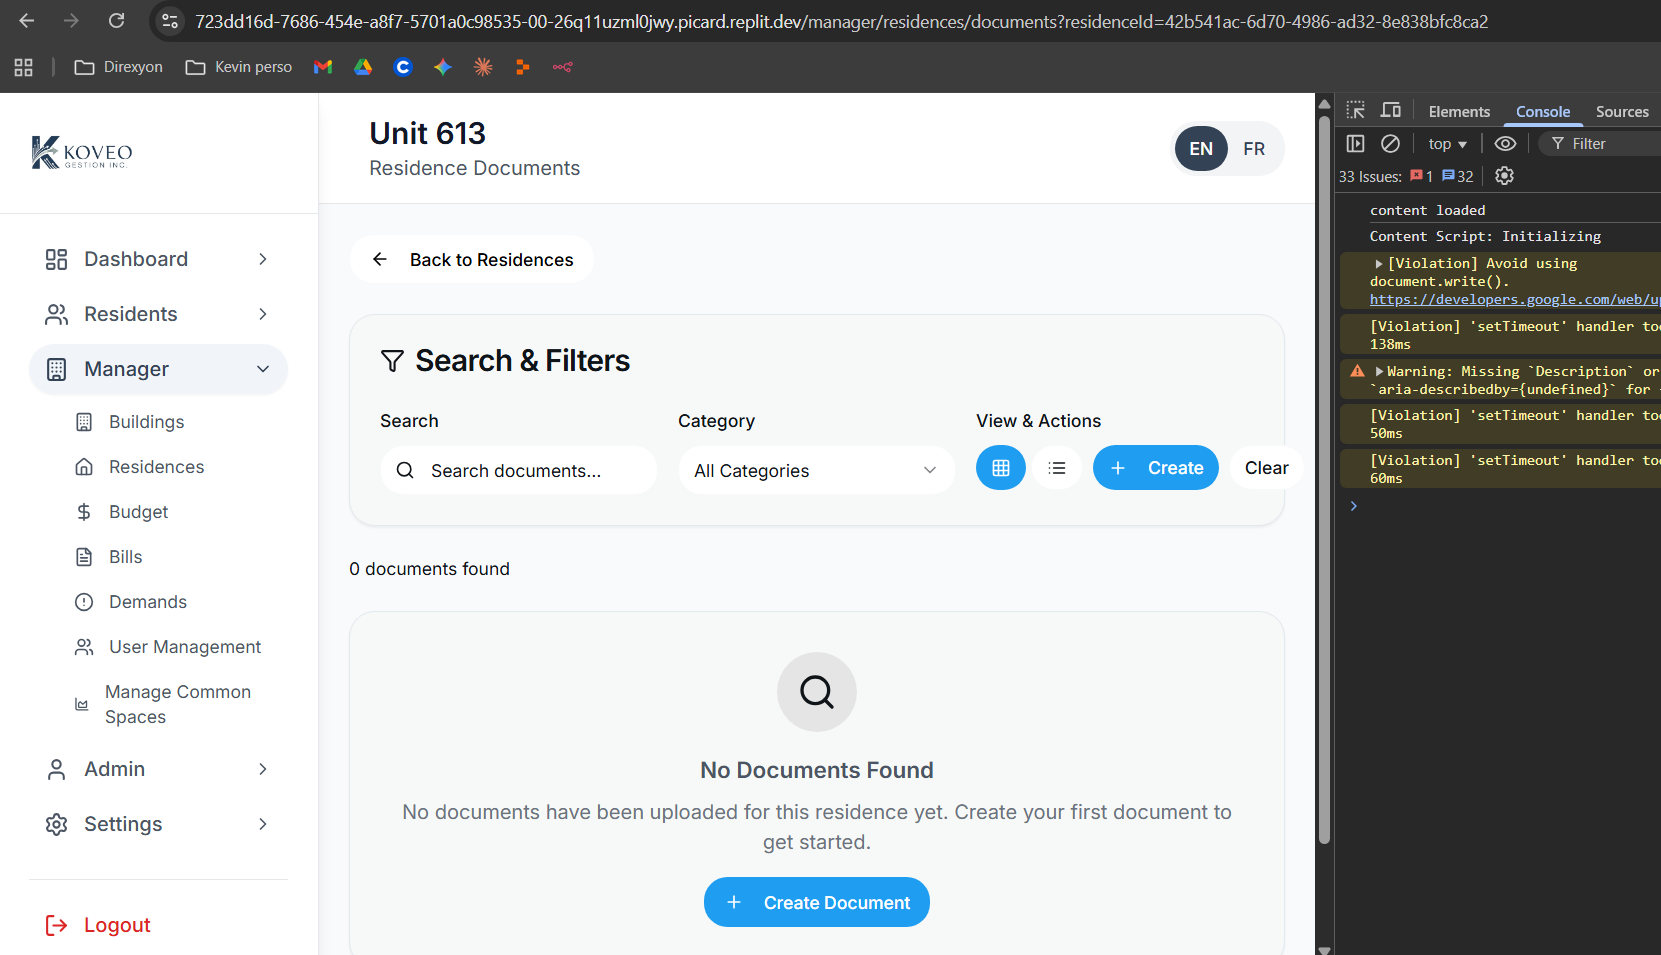 723dd16d-7686-454e-a8f7-5701a0c98535-00-26q11uzml0jwy.picard.replit.dev/manager/residences/documents?residenceId=42b541ac-6d70-4986-ad32-8e838bfc8ca2
Direxyon
Kevin perso
KOVEO
GESTION INC.
Dashboard
Residents
Manager
Buildings
Residences
Budget
Bills
Demands
User Management
Manage Common
Spaces
Admin
Settings
Logout
Unit 613
Residence Documents
EN FR
Back to Residences
Search & Filters
Search
Category
View & Actions
Search documents...
All Categories
Create
Clear
0 documents found
No Documents Found
No documents have been uploaded for this residence yet. Create your first document to
get started.
Create Document
Elements Console Sources
top
Filter
33 Issues: 1 32
content loaded
Content Script: Initializing
[Violation] Avoid using
document.write().
https://developers.google.com/web/up
[Violation] 'setTimeout' handler too
138ms
Warning: Missing `Description` or
`aria-describedby={undefined}` for
[Violation] 'setTimeout' handler too
50ms
[Violation] 'setTimeout' handler too
60ms